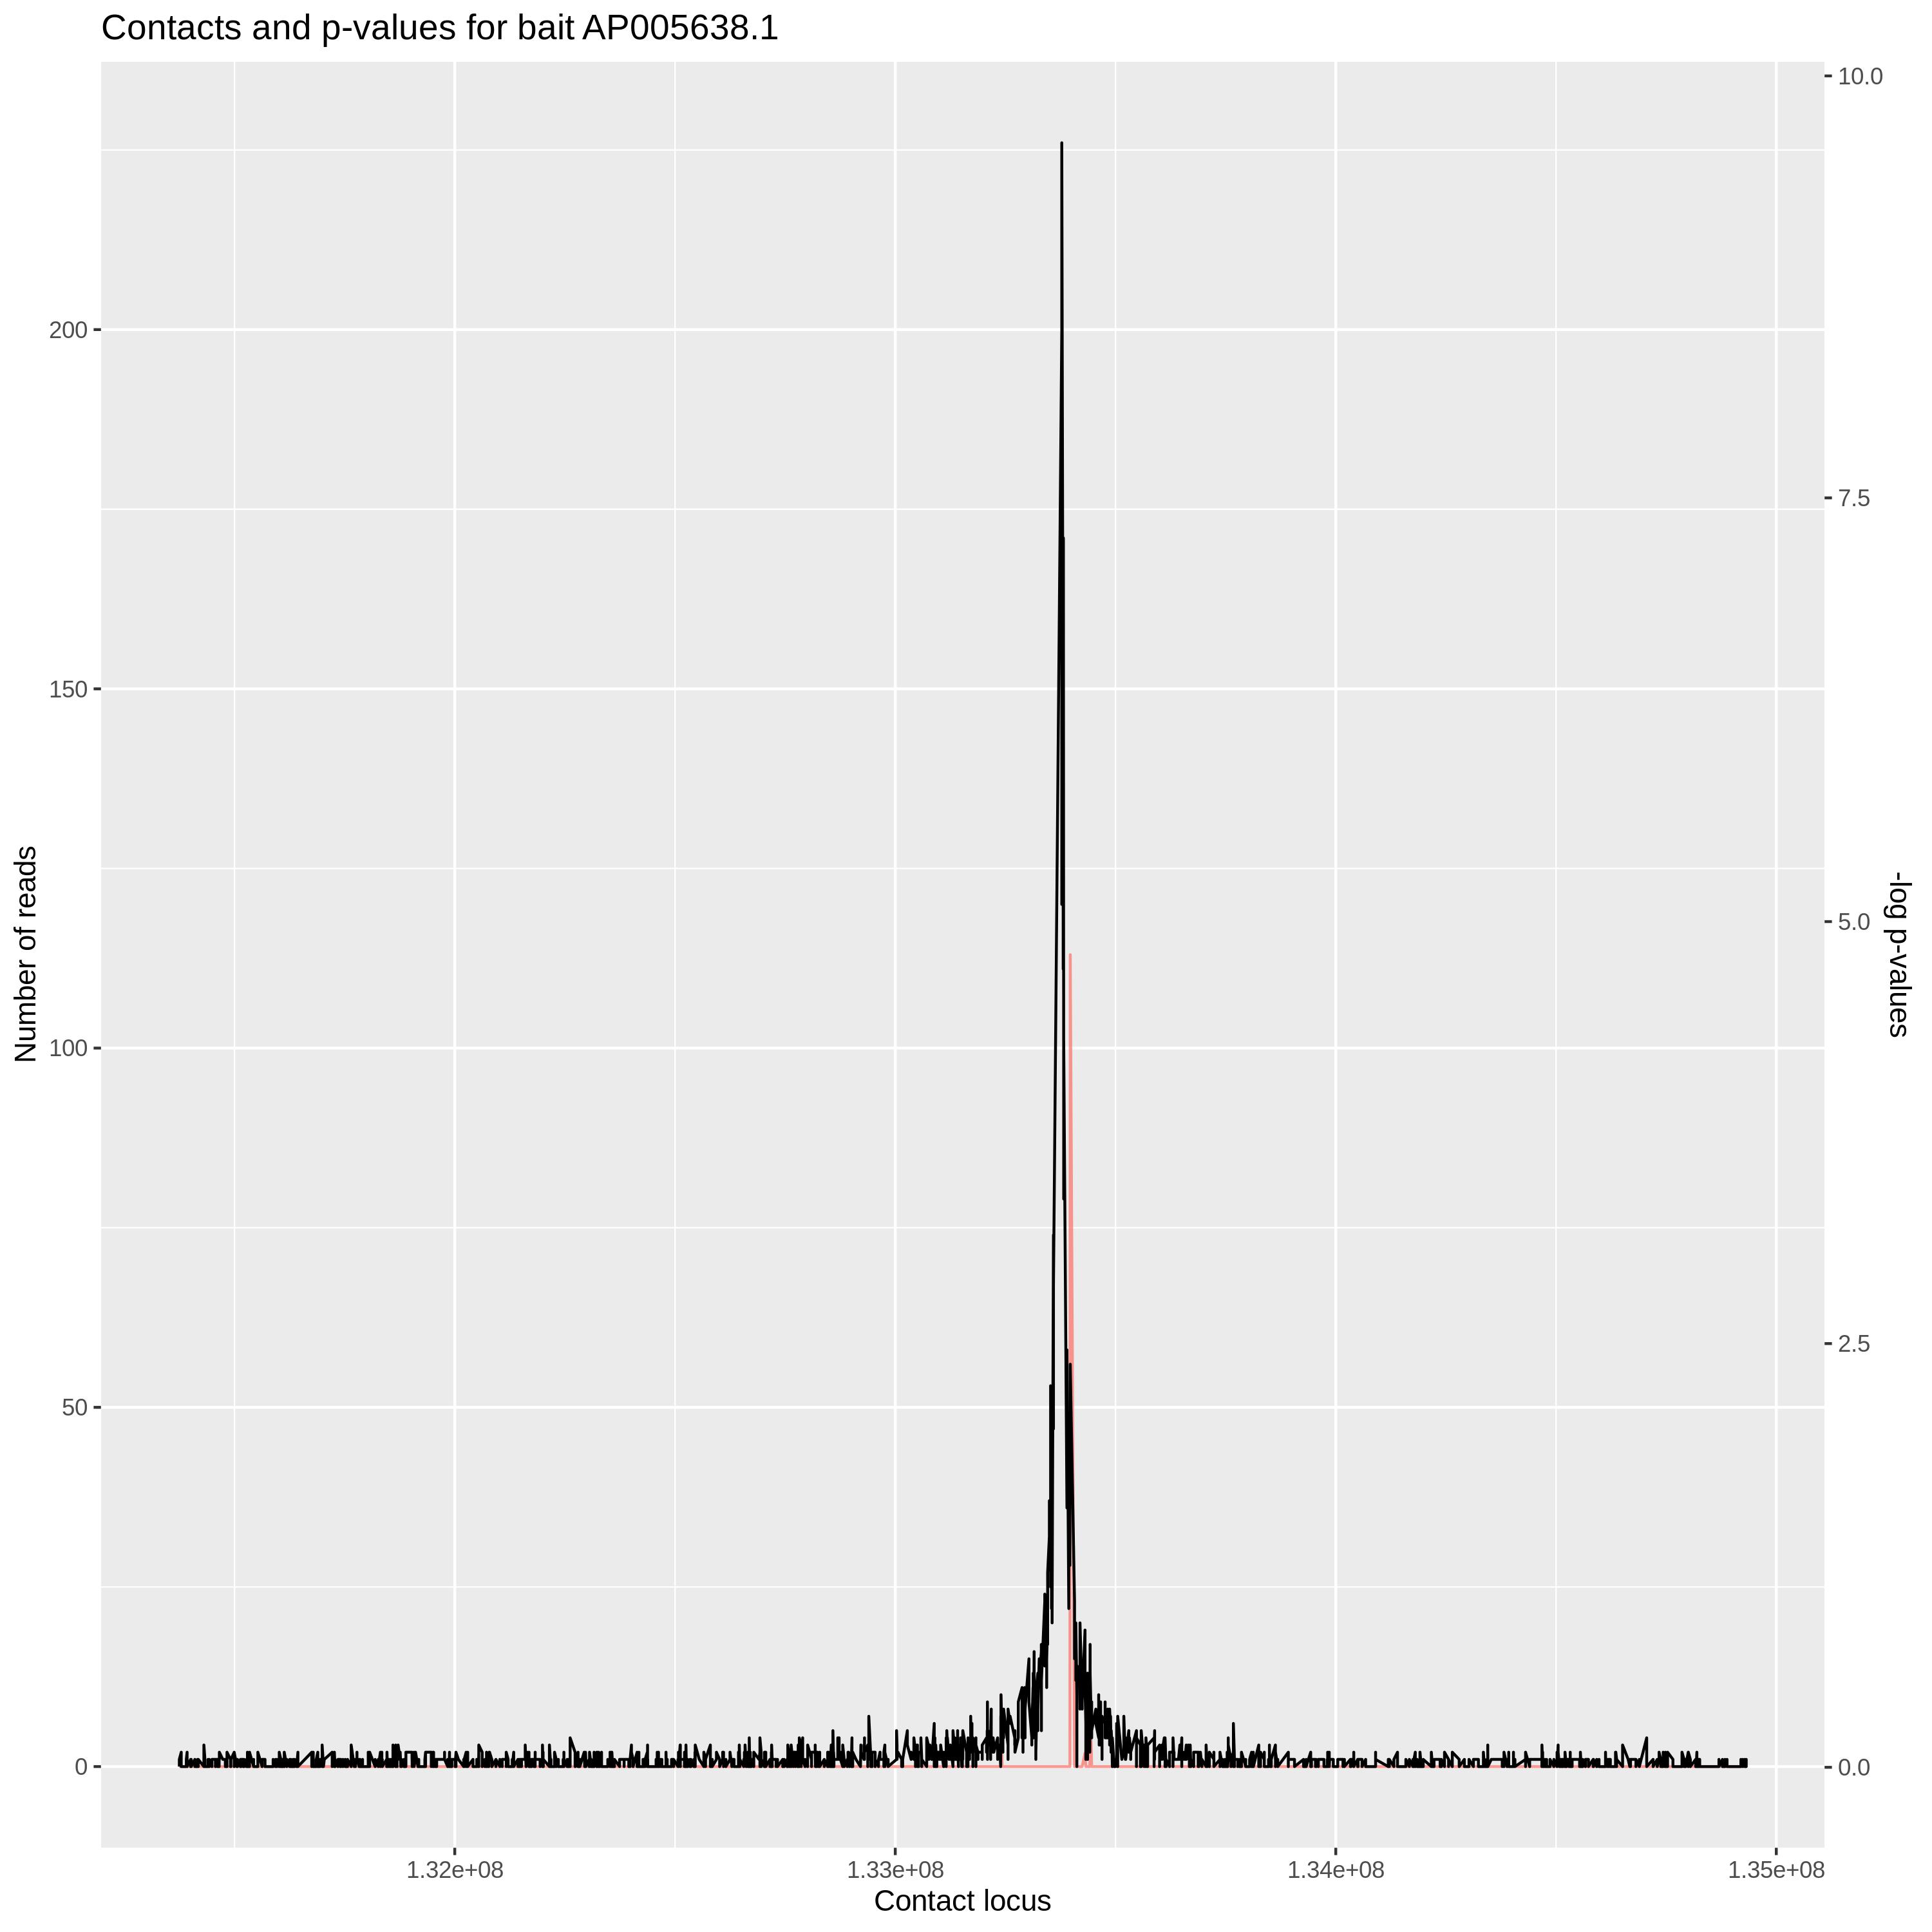 Contacts and p-values for bait AP005638.1
10.0
200
7.5
150
Number of reads
-log p-values
5.0
100
2.5
50
0
0.0
1.32e+08
1.33e+08
1.34e+08
1.35e+08
Contact locus